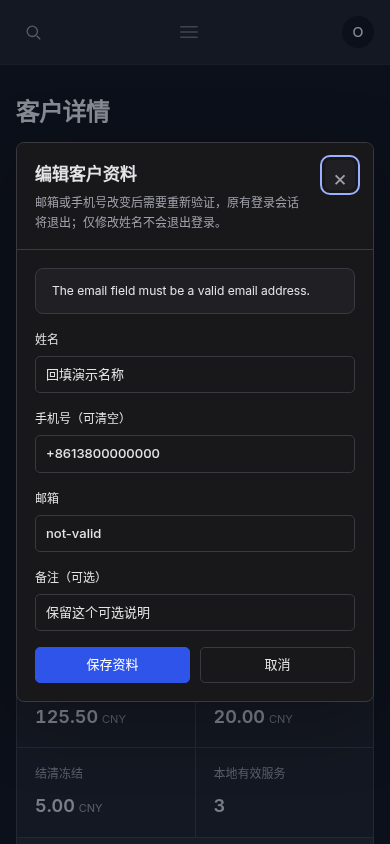 O
客户详情
编辑客户资料
×
邮箱或手机号改变后需要重新验证，原有登录会话
将退出；仅修改姓名不会退出登录。
The email field must be a valid email address.
姓名
回填演示名称
手机号（可清空）
+8613800000000
邮箱
not-valid
备注（可选）
保留这个可选说明
保存资料 取消
125.50 CNY 20.00 CNY
结清冻结 本地有效服务
5.00 CNY 3